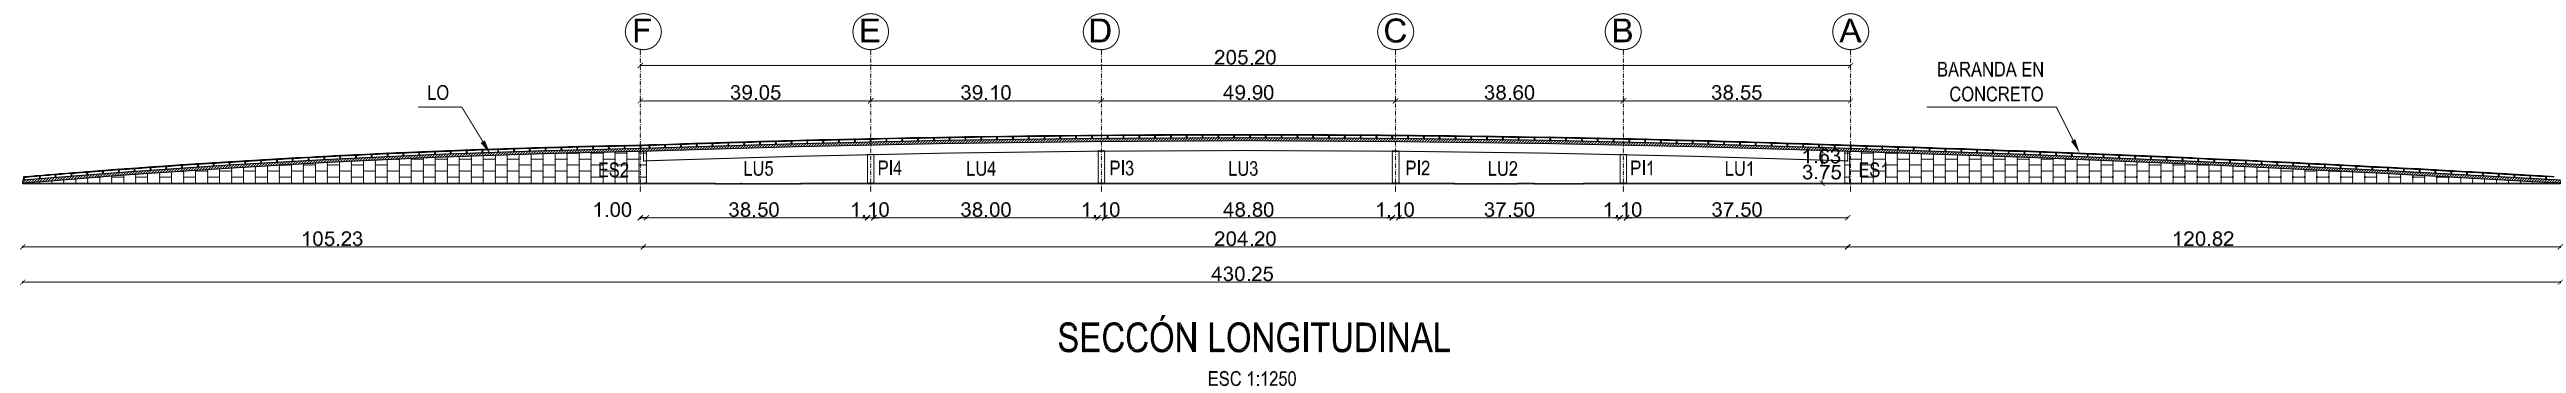 F E D C B A
205.20
39.05 39.10 49.90 38.60 38.55
LO
BARANDA EN
CONCRETO
1.63
ES2 LU5 PI4 LU4 PI3 LU3 PI2 LU2 PI1 LU1 ES
3.75
1.00 38.50 1.10 38.00 1.10 48.80 1.10 37.50 1.10 37.50
105.23 204.20 120.82
430.25
SECCÓN LONGITUDINAL
ESC 1:1250